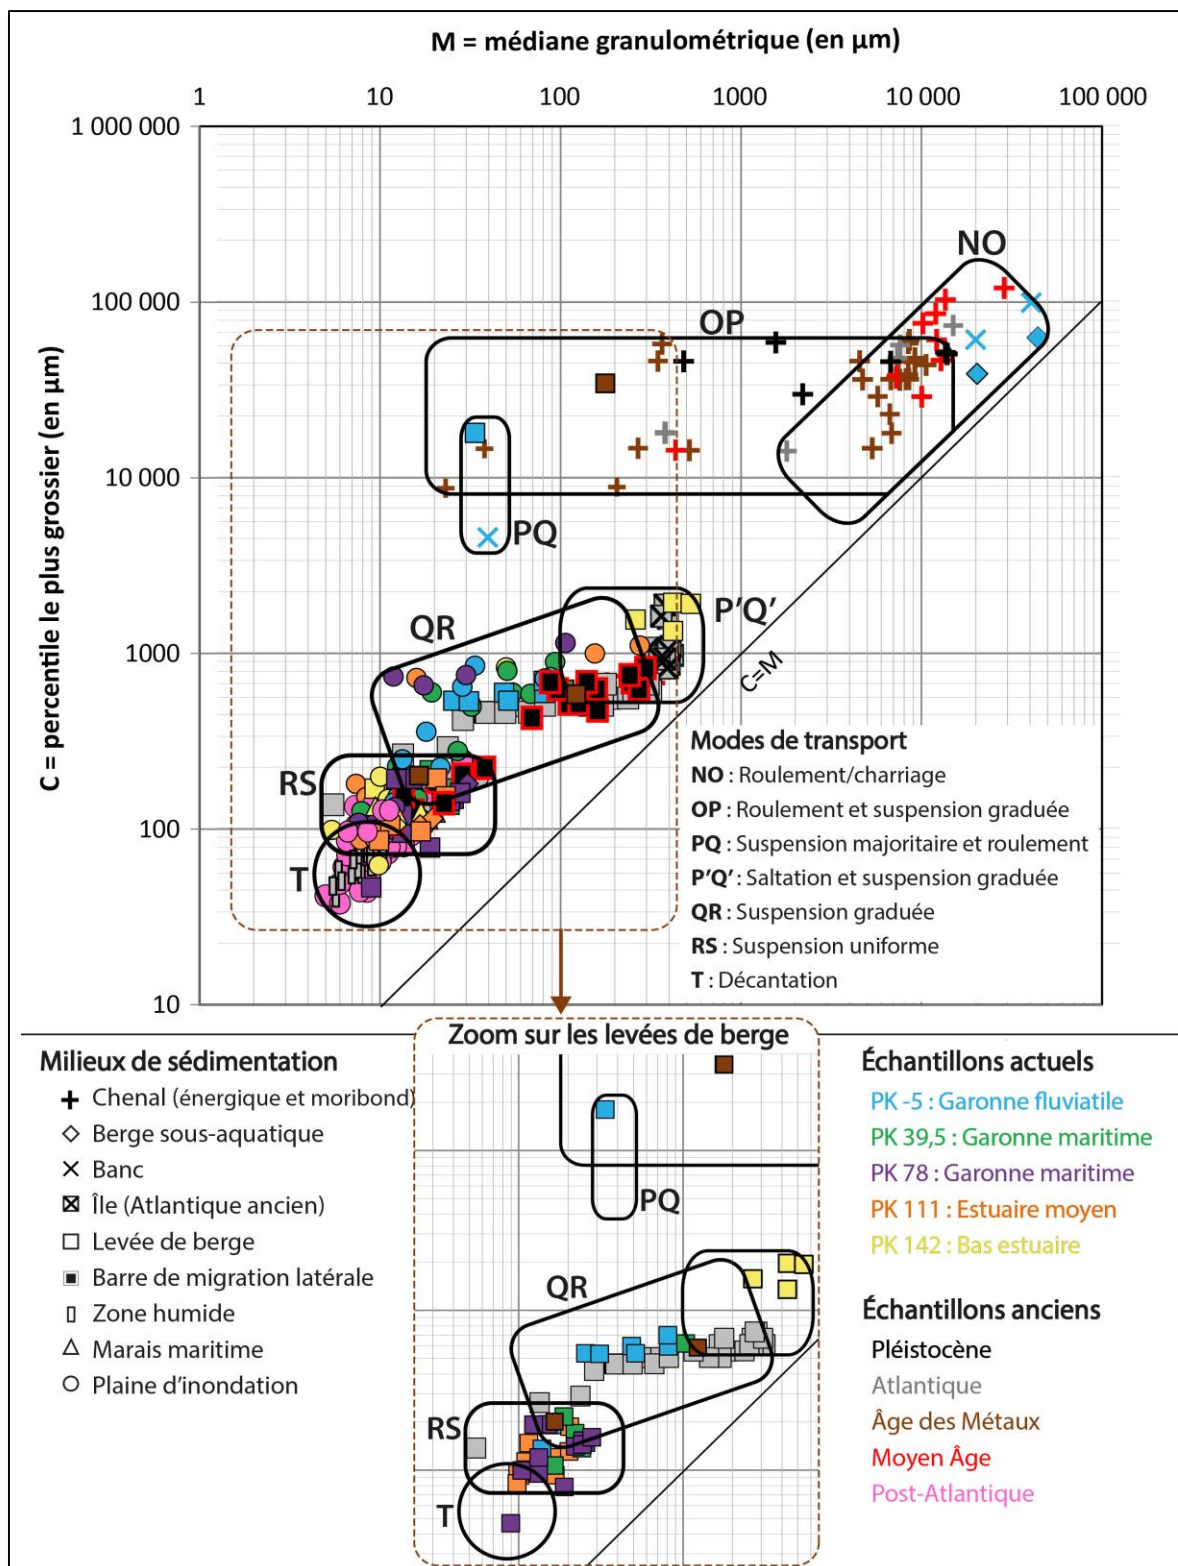 M = médiane granulométrique (en µm)
1 10 100 1000 10 000 100 000
C = percentile le plus grossier (en µm)
1 000 000
100 000
10 000
1000
100
10
NO
OP
PQ
QR
P'Q'
C=M
RS
T
Modes de transport
NO : Roulement/charriage
OP : Roulement et suspension graduée
PQ : Suspension majoritaire et roulement
P'Q' : Saltation et suspension graduée
QR : Suspension graduée
RS : Suspension uniforme
T : Décantation
Zoom sur les levées de berge
PQ
QR
RS
T
Milieux de sédimentation
Chenal (énergique et moribond)
Berge sous-aquatique
Banc
Île (Atlantique ancien)
Levée de berge
Barre de migration latérale
Zone humide
Marais maritime
Plaine d'inondation
Échantillons actuels
PK -5 : Garonne fluviatile
PK 39,5 : Garonne maritime
PK 78 : Garonne maritime
PK 111 : Estuaire moyen
PK 142 : Bas estuaire
Échantillons anciens
Pléistocène
Atlantique
Âge des Métaux
Moyen Âge
Post-Atlantique